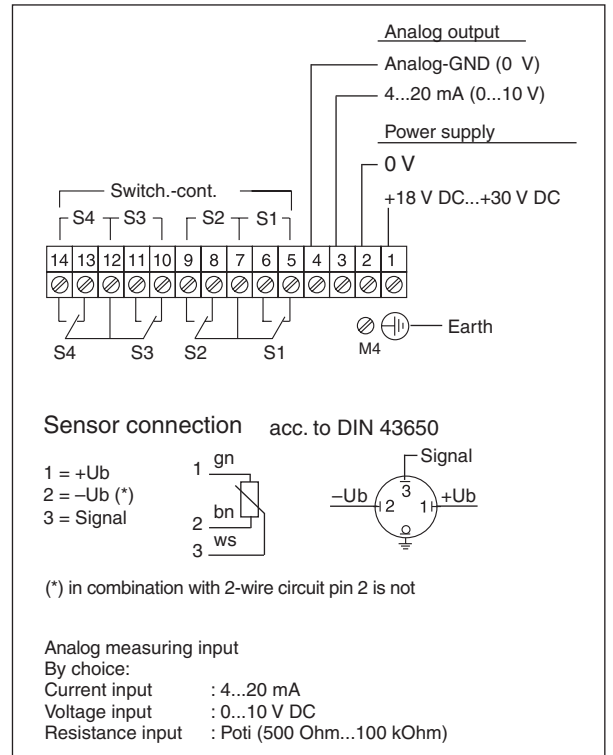 Analog output
Analog-GND (0 V)
4...20 mA (0...10 V)
Power supply
0 V
+18 V DC...+30 V DC
Switch.-cont.
S4 S3 S2 S1
14 13 12 11 10 9 8 7 6 5 4 3 2 1
S4 S3 S2 S1
M4
Earth
Sensor connection acc. to DIN 43650
1 = +Ub
2 = –Ub (*)
3 = Signal
1 gn
2 bn
3 ws
Signal
–Ub 2 3 1 +Ub
(*) in combination with 2-wire circuit pin 2 is not
Analog measuring input
By choice:
Current input : 4...20 mA
Voltage input : 0...10 V DC
Resistance input : Poti (500 Ohm...100 kOhm)